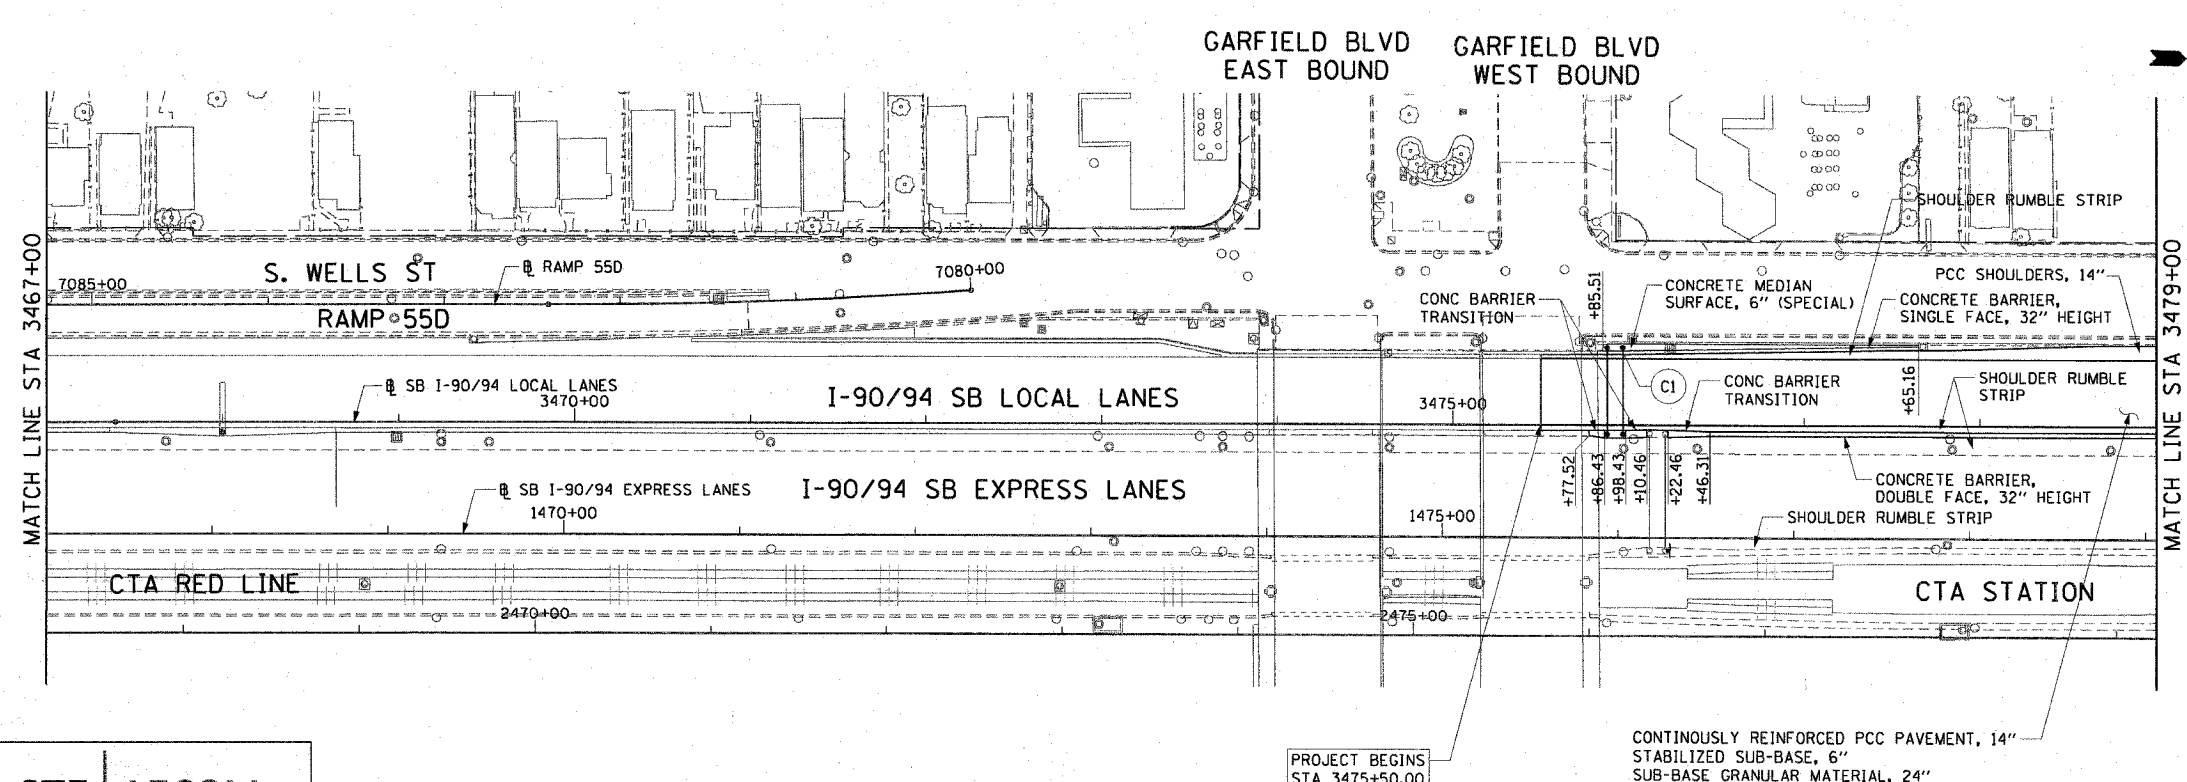 GARFIELD BLVD
EAST BOUND
GARFIELD BLVD
WEST BOUND
MATCH LINE STA 3467+00
S. WELLS ST
7085+00
RAMP 55D
℄ RAMP 55D
7080+00
℄ SB I-90/94 LOCAL LANES
3470+00
I-90/94 SB LOCAL LANES
3475+00
℄ SB I-90/94 EXPRESS LANES
1470+00
I-90/94 SB EXPRESS LANES
1475+00
CTA RED LINE
2470+00
2475+00
CTA STATION
CONC BARRIER
TRANSITION
+85.51
CONCRETE MEDIAN
SURFACE, 6" (SPECIAL)
SHOULDER RUMBLE STRIP
PCC SHOULDERS, 14"
CONCRETE BARRIER,
SINGLE FACE, 32" HEIGHT
C1
CONC BARRIER
TRANSITION
+65.16
SHOULDER RUMBLE
STRIP
+77.52
+86.43
+98.43
+10.46
+22.46
+46.31
CONCRETE BARRIER,
DOUBLE FACE, 32" HEIGHT
SHOULDER RUMBLE STRIP
MATCH LINE STA 3479+00
PROJECT BEGINS
STA 3475+50.00
CONTINOUSLY REINFORCED PCC PAVEMENT, 14"
STABILIZED SUB-BASE, 6"
SUB-BASE GRANULAR MATERIAL, 24"